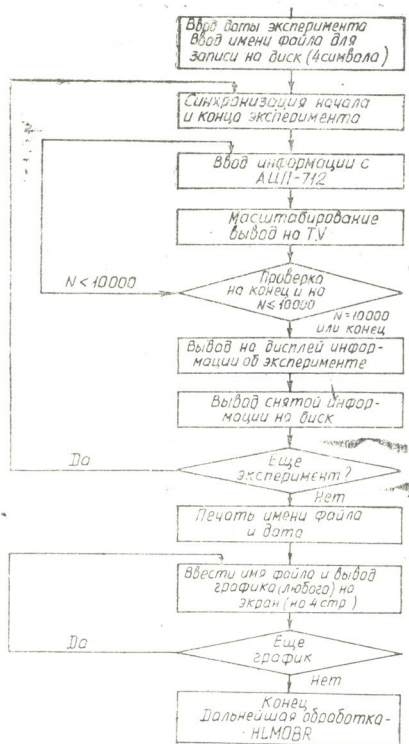 Ввод даты эксперимента
Ввод имени файла для
записи на диск (4 символа)
Синхронизация начала
и конца эксперимента
Ввод информации с
АЦП-712
Масштабирование
вывод на TV
N < 10000
Проверка
на конец и на
N ≤ 10000
N = 10000
или конец
Вывод на дисплей инфор-
мации об эксперименте
Вывод снятой инфор-
мации на диск
Да
Еще
эксперимент?
Нет
Печать имени файла
и дата
Ввести имя файла и вывод
графика (любого) на
экран (на 4 стр)
Да
Еще
график
Нет
Конец
Дальнейшая обработка-
HLMOBR